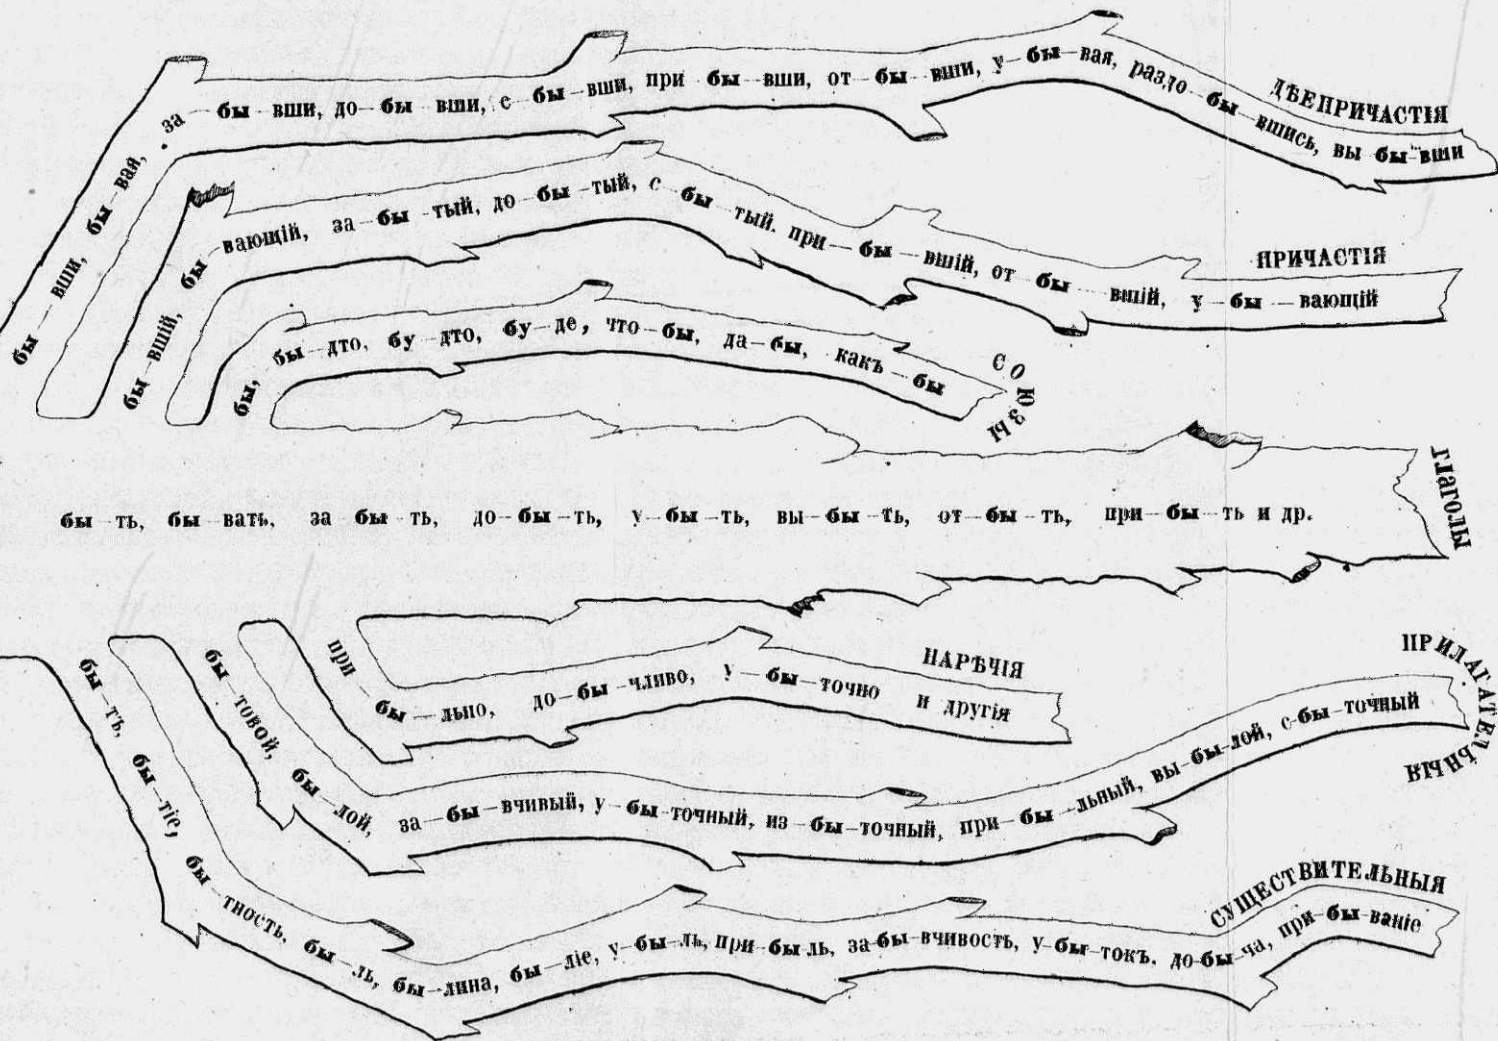 бы—вши, бы—вая, за—бы—вши, до—бы—вши, с—бы—вши, при—бы—вши, от—бы—вши, у—бы—вая, раздо—бы—вшись, вы—бы—вши
ДѢЕПРИЧАСТІЯ
бы—вшій, бы—вающій, за—бы—тый, до—бы—тый, с—бы—тый. при—бы—вшій, от—бы—вшій, у—бы—вающій
ПРИЧАСТІЯ
бы, бы—дто, бу—дто, бу—де, что—бы, да—бы, какъ—бы
СОЮЗЫ
бы—ть, бы—вать, за—бы—ть, до—бы—ть, у—бы—ть, вы—бы—ть, от—бы—ть, при—бы—ть и др.
ГЛАГОЛЫ
при—бы—льно, до—бы—чливо, у—бы—точно и другія
НАРѢЧІЯ
бы—товой, бы—лой, за—бы—вчивый, у—бы—точный, из—бы—точный, при—бы—льный, вы—бы—лой, с—бы—точный
ПРИЛАГАТЕЛЬНЫЯ
бы—тъ, бы—тіе, бы—тность, бы—ль, бы—лина, бы—ліе, у—бы—ль, при—бы—ль, за—бы—вчивость, у—бы—токъ. до—бы—ча, при—бы—ваніе
СУЩЕСТВИТЕЛЬНЫЯ